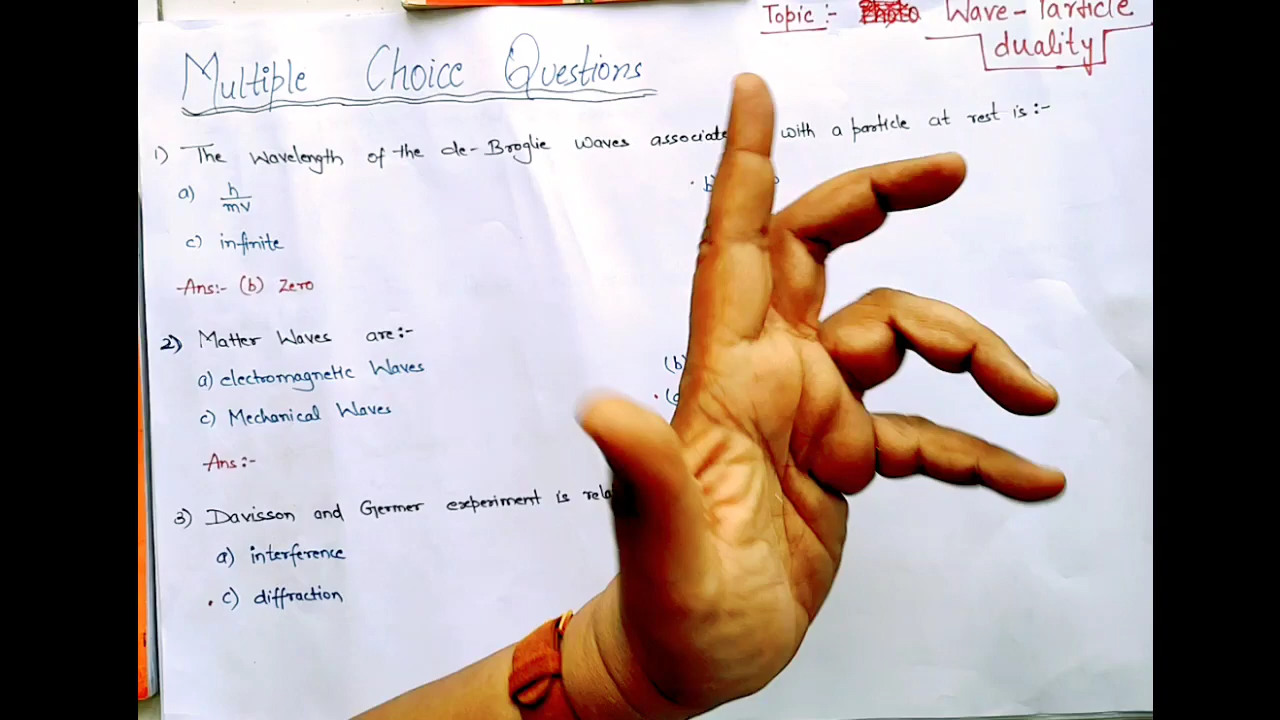 Topic :- Wave - Particle
duality
Multiple Choice Questions
1) The Wavelength of the de-Broglie Waves associate with a particle at rest is :-
a) h/mv
c) infinite
Ans:- (b) Zero
2) Matter Waves are :-
a) electromagnetic Waves (b)
c) Mechanical Waves
Ans :-
3) Davisson and Germer experiment is
a) interference
c) diffraction